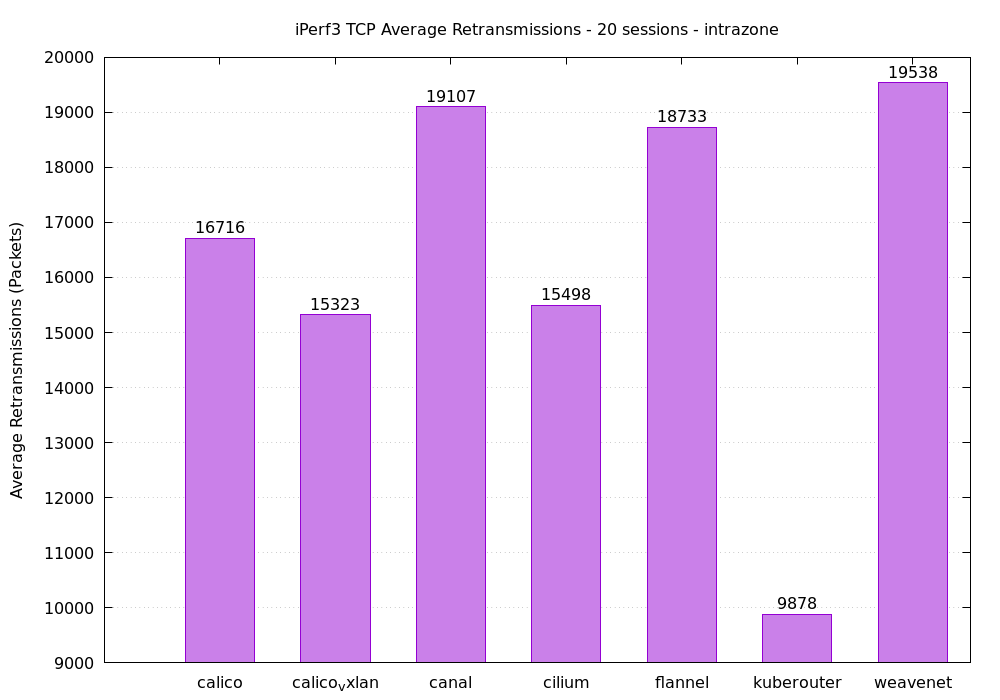 iPerf3 TCP Average Retransmissions - 20 sessions - intrazone
Average Retransmissions (Packets)
20000
19000
18000
17000
16000
15000
14000
13000
12000
11000
10000
9000
16716
15323
19107
15498
18733
9878
19538
calico
calicovxlan
canal
cilium
flannel
kuberouter
weavenet